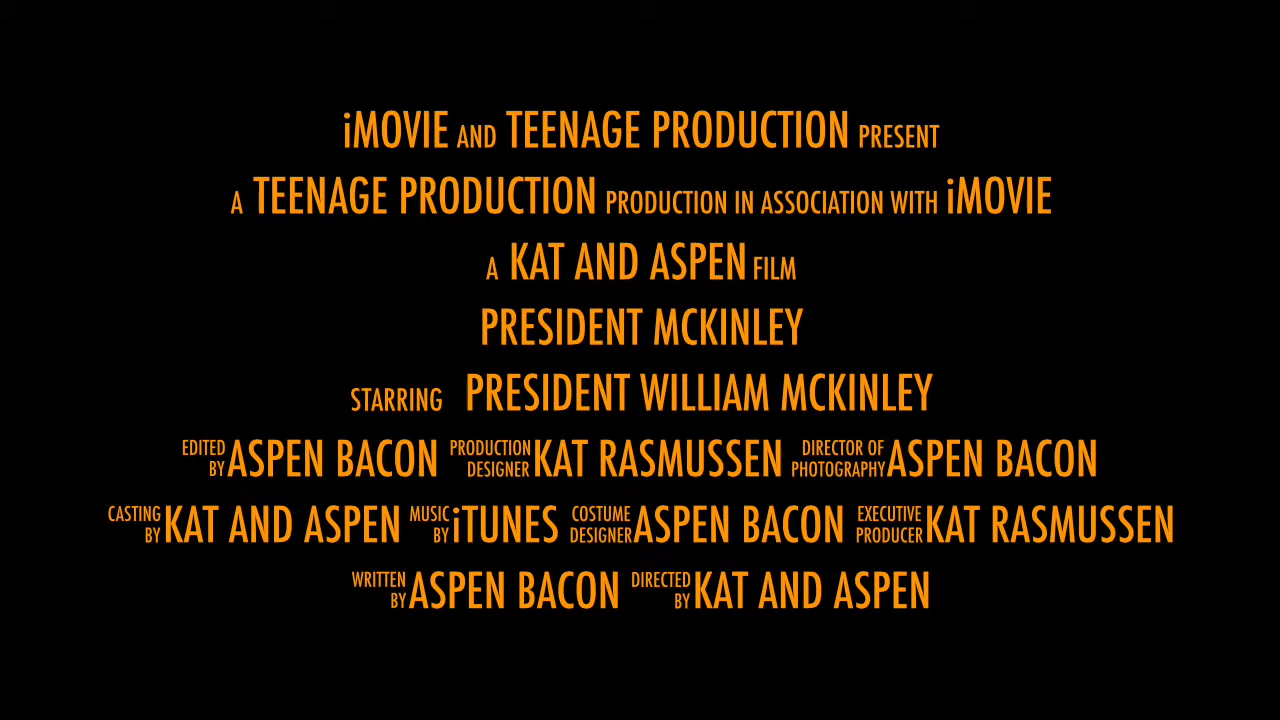 iMOVIE AND TEENAGE PRODUCTION PRESENT
A TEENAGE PRODUCTION PRODUCTION IN ASSOCIATION WITH iMOVIE
A KAT AND ASPEN FILM
PRESIDENT MCKINLEY
STARRING PRESIDENT WILLIAM MCKINLEY
EDITED BY ASPEN BACON PRODUCTION DESIGNER KAT RASMUSSEN DIRECTOR OF PHOTOGRAPHY ASPEN BACON
CASTING BY KAT AND ASPEN MUSIC BY iTUNES COSTUME DESIGNER ASPEN BACON EXECUTIVE PRODUCER KAT RASMUSSEN
WRITTEN BY ASPEN BACON DIRECTED BY KAT AND ASPEN